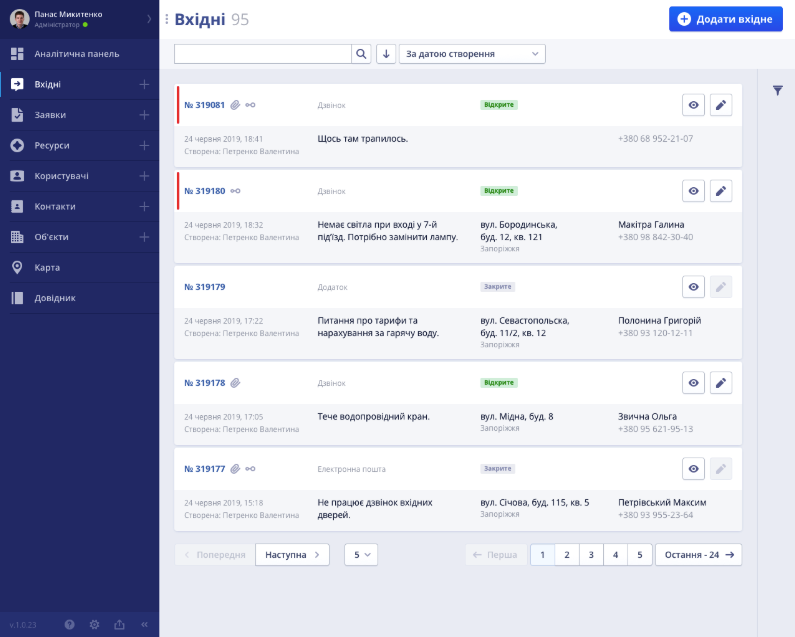 Панас Микитенко
Адміністратор
Аналітична панель
Вхідні
Заявки
Ресурси
Користувачі
Контакти
Об'єкти
Карта
Довідник
v.1.0.23
Вхідні 95
Додати вхідне
За датою створення
№ 319081
Дзвінок
Відкрите
24 червня 2019, 18:41
Створена: Петренко Валентина
Щось там трапилось.
+380 68 952-21-07
№ 319180
Дзвінок
Відкрите
24 червня 2019, 18:32
Створена: Петренко Валентина
Немає світла при вході у 7-й
під'їзд. Потрібно замінити лампу.
вул. Бородинська,
буд. 12, кв. 121
Запоріжжя
Макітра Галина
+380 98 842-30-40
№ 319179
Додаток
Закрите
24 червня 2019, 17:22
Створена: Петренко Валентина
Питання про тарифи та
нарахування за гарячу воду.
вул. Севастопольска,
буд. 11/2, кв. 12
Запоріжжя
Полонина Григорій
+380 93 120-12-11
№ 319178
Дзвінок
Відкрите
24 червня 2019, 17:05
Створена: Петренко Валентина
Тече водопровідний кран.
вул. Мідна, буд. 8
Запоріжжя
Звична Ольга
+380 95 621-95-13
№ 319177
Електронна пошта
Закрите
24 червня 2019, 15:18
Створена: Петренко Валентина
Не працює дзвінок вхідних
дверей.
вул. Січова, буд. 115, кв. 5
Запоріжжя
Петрівський Максим
+380 93 955-23-64
Попередня
Наступна
5
Перша
1 2 3 4 5
Остання - 24